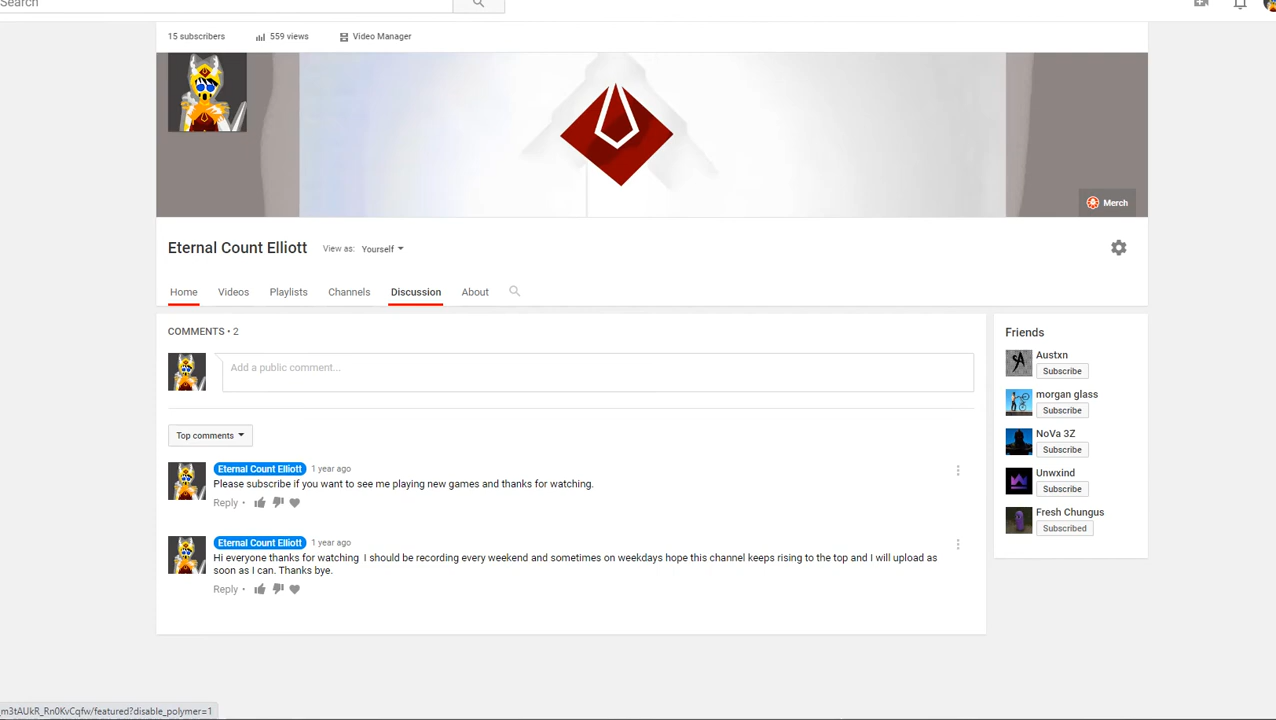 Search
15 subscribers 559 views Video Manager
Merch
Eternal Count Elliott View as: Yourself
Home Videos Playlists Channels Discussion About
COMMENTS • 2
Add a public comment...
Top comments
Eternal Count Elliott 1 year ago
Please subscribe if you want to see me playing new games and thanks for watching.
Reply •
Eternal Count Elliott 1 year ago
Hi everyone thanks for watching I should be recording every weekend and sometimes on weekdays hope this channel keeps rising to the top and I will upload as
soon as I can. Thanks bye.
Reply •
Friends
Austxn
Subscribe
morgan glass
Subscribe
NoVa 3Z
Subscribe
Unwxind
Subscribe
Fresh Chungus
Subscribed
_m3tAUkR_Rn0KvCqfw/featured?disable_polymer=1